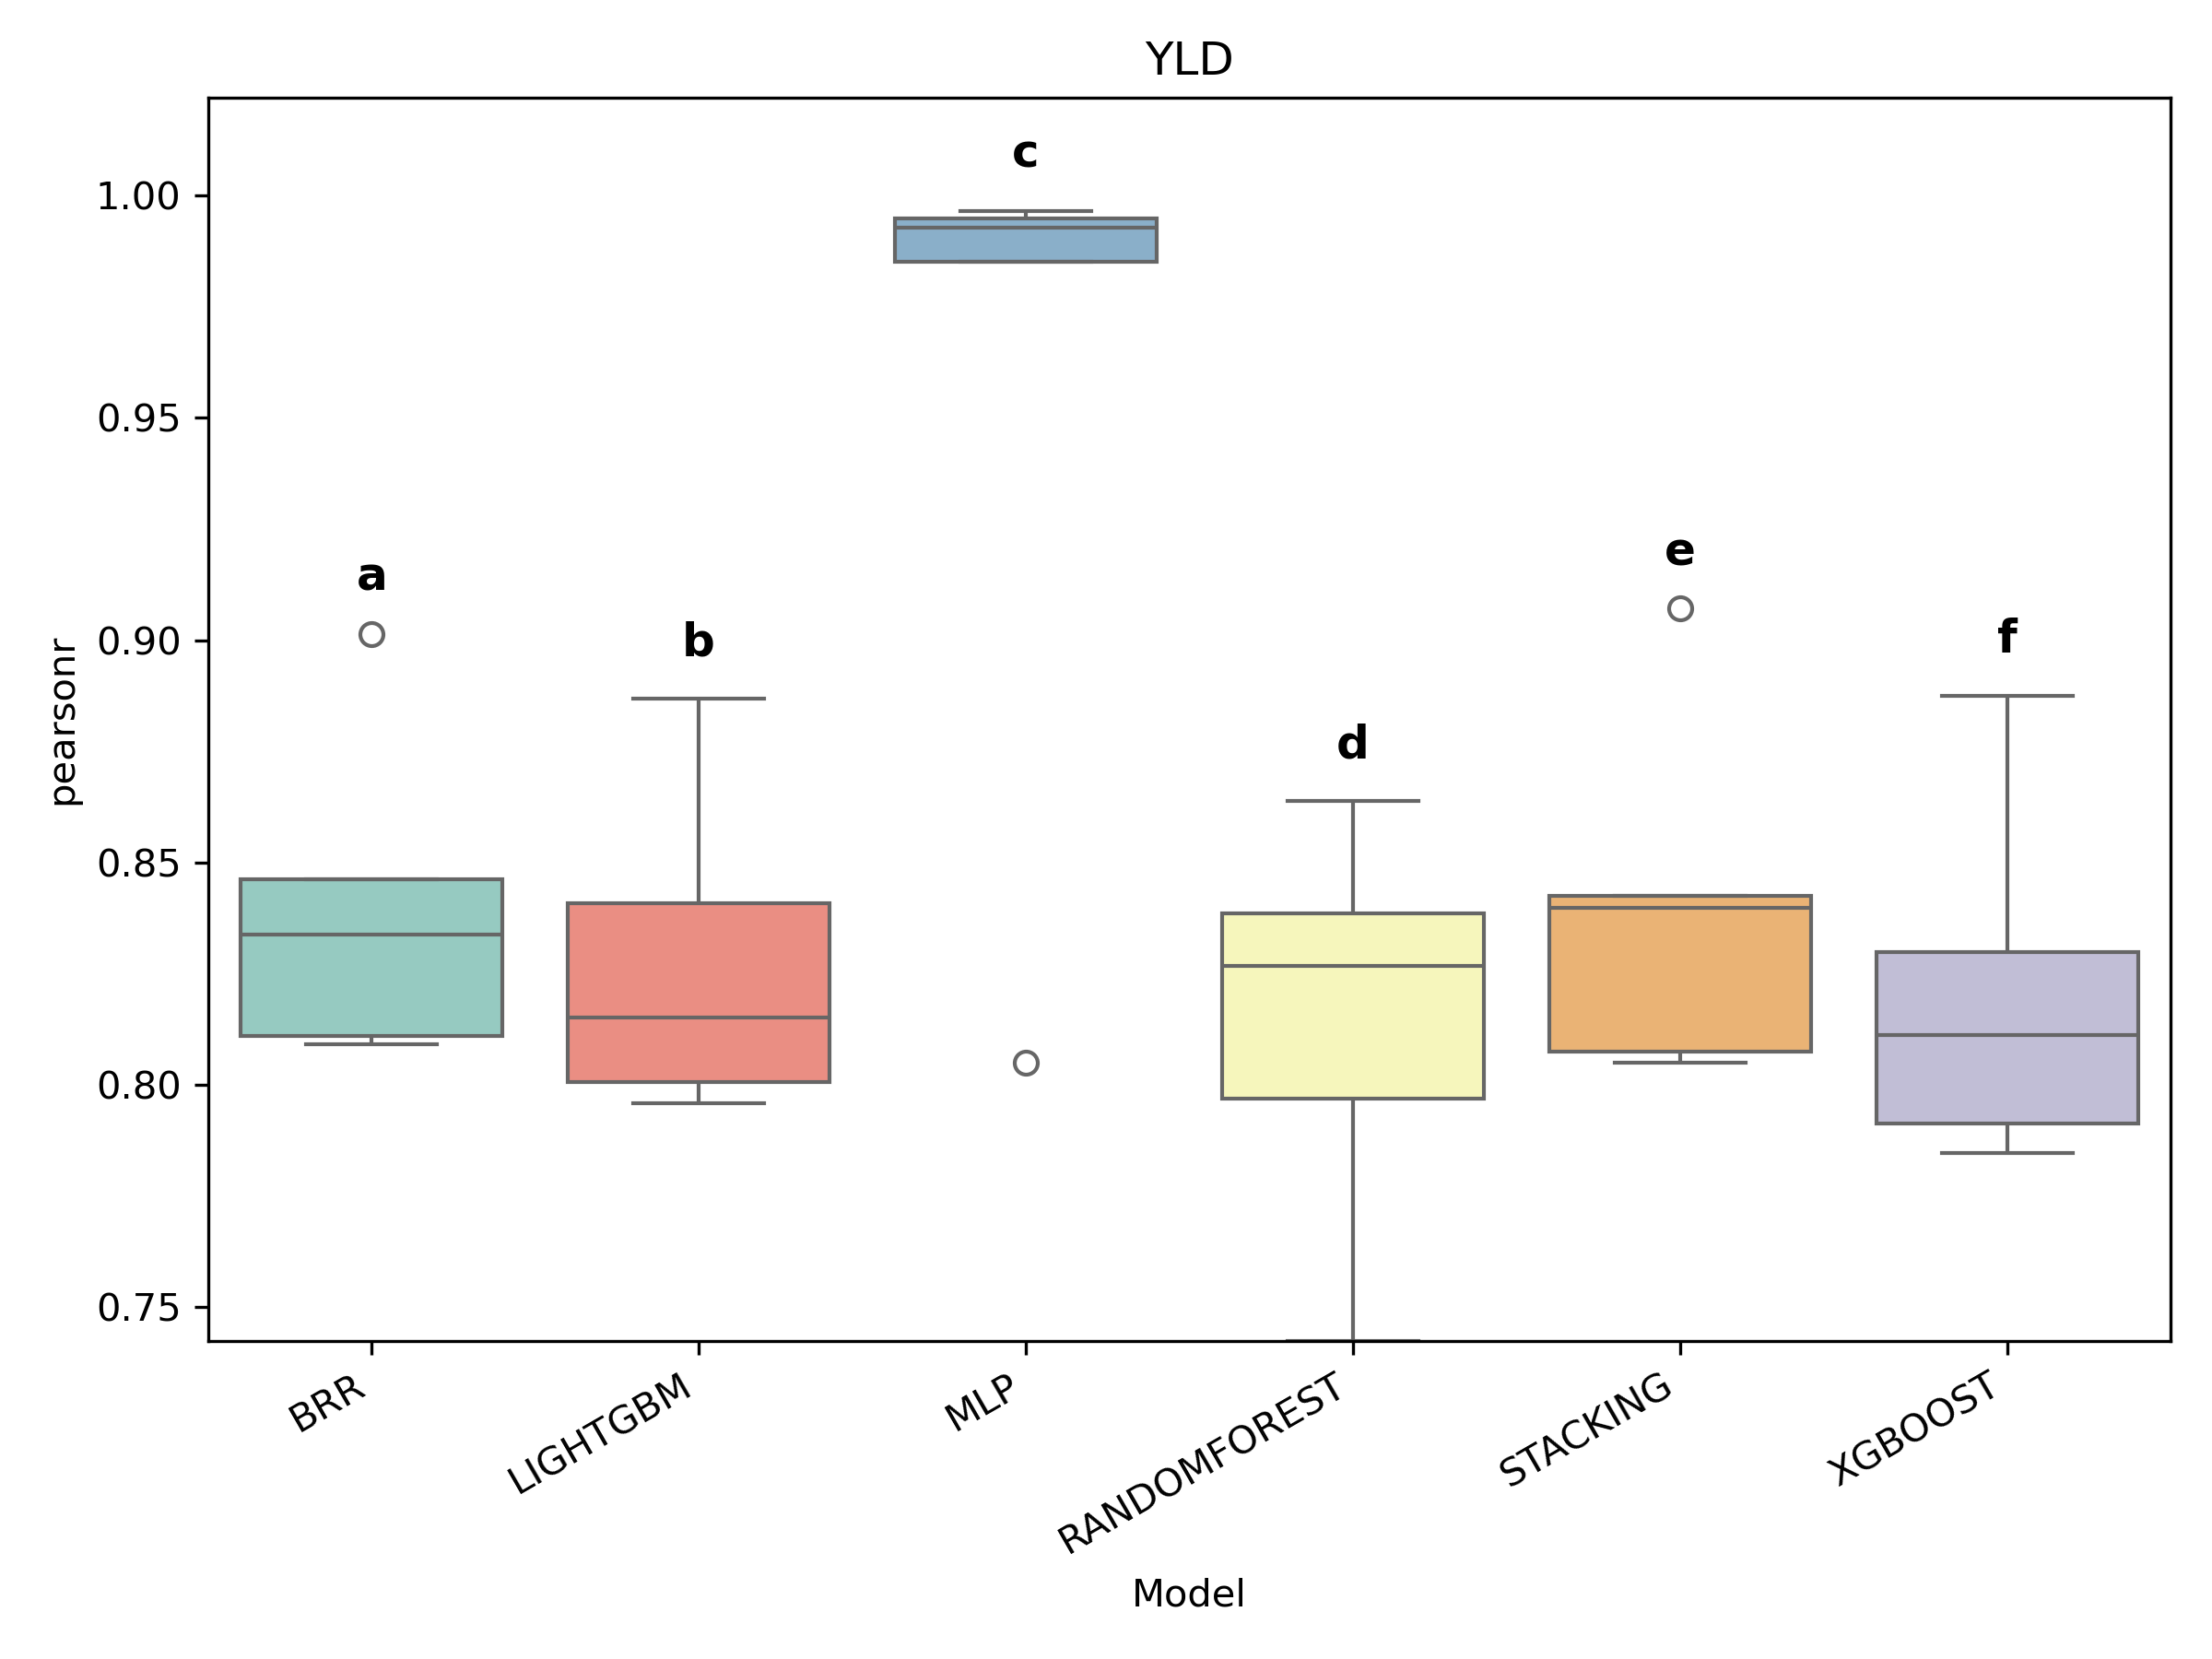 YLD
c
1.00
0.95
e
a
0.90
b
f
d
0.85
0.80
0.75
pearsonr
BRR
LIGHTGBM
MLP
RANDOMFOREST
STACKING
XGBOOST
Model